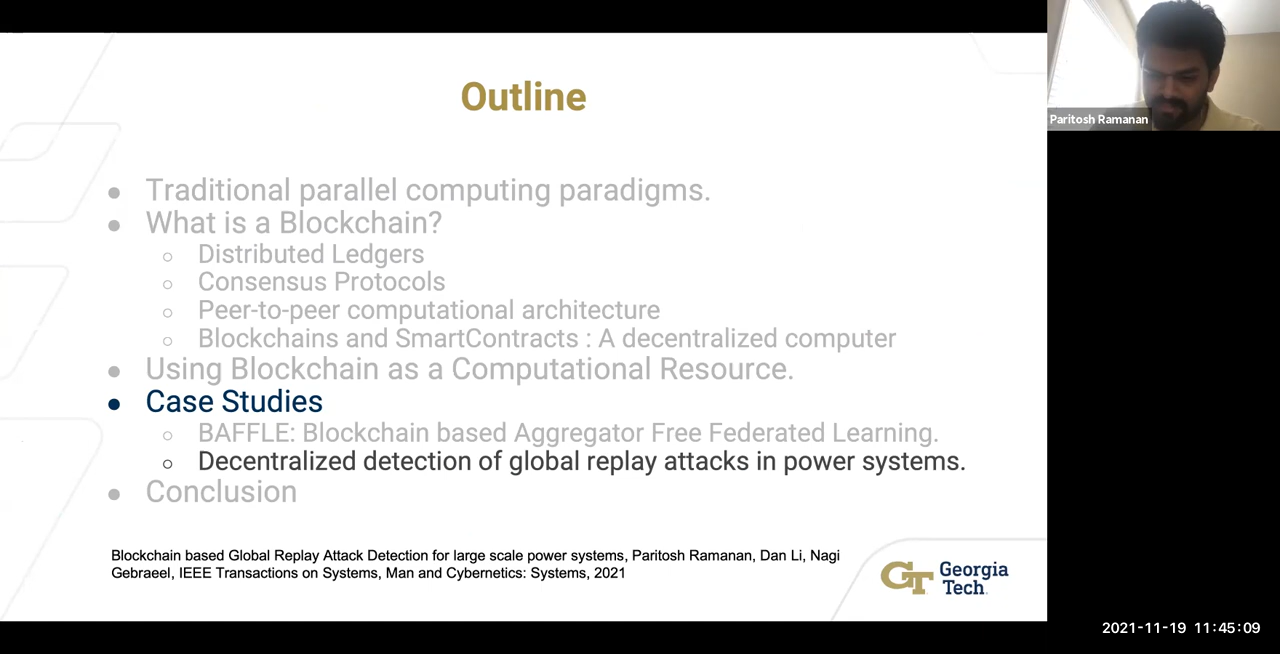 Outline
Paritosh Ramanan
● Traditional parallel computing paradigms.
● What is a Blockchain?
○ Distributed Ledgers
○ Consensus Protocols
○ Peer-to-peer computational architecture
○ Blockchains and SmartContracts : A decentralized computer
● Using Blockchain as a Computational Resource.
● Case Studies
○ BAFFLE: Blockchain based Aggregator Free Federated Learning.
○ Decentralized detection of global replay attacks in power systems.
● Conclusion
Blockchain based Global Replay Attack Detection for large scale power systems, Paritosh Ramanan, Dan Li, Nagi
Gebraeel, IEEE Transactions on Systems, Man and Cybernetics: Systems, 2021
GT Georgia
Tech
2021-11-19 11:45:09